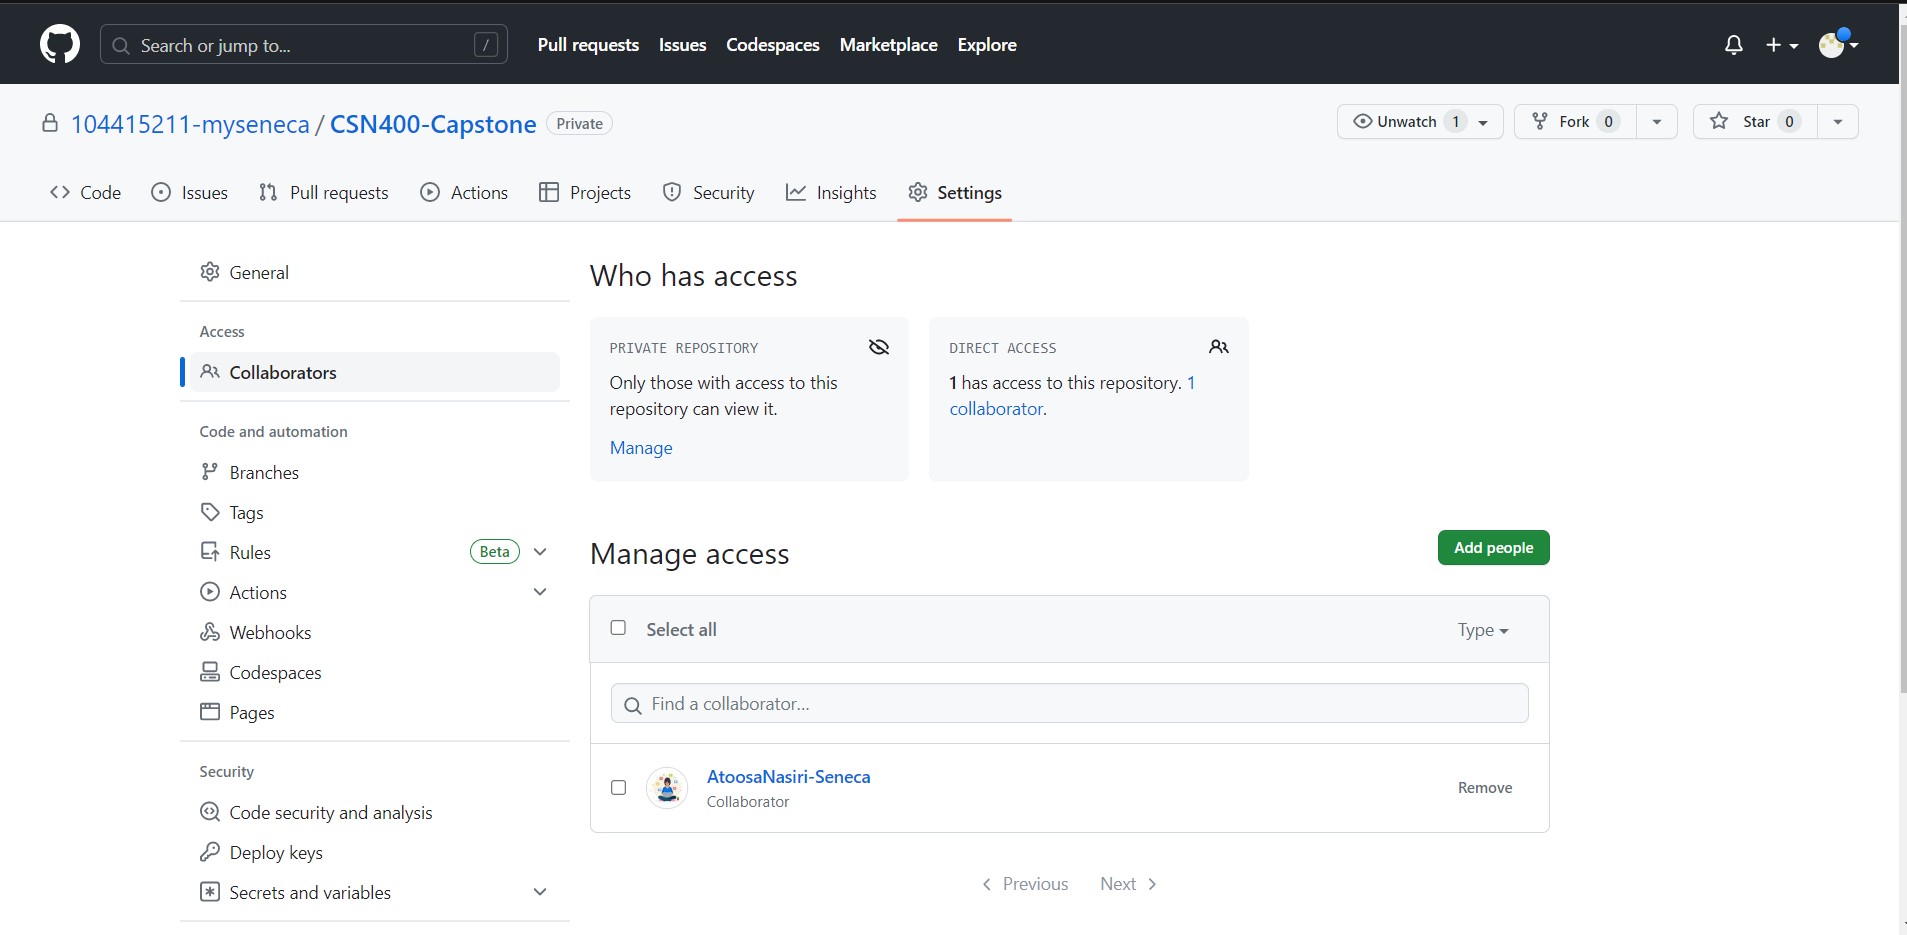 Search or jump to...
/
Pull requests
Issues
Codespaces
Marketplace
Explore
104415211-myseneca / CSN400-Capstone
Private
Unwatch 1
Fork 0
Star 0
Code
Issues
Pull requests
Actions
Projects
Security
Insights
Settings
General
Access
Collaborators
Code and automation
Branches
Tags
Rules
Beta
Actions
Webhooks
Codespaces
Pages
Security
Code security and analysis
Deploy keys
Secrets and variables
Who has access
PRIVATE REPOSITORY
Only those with access to this
repository can view it.
Manage
DIRECT ACCESS
1 has access to this repository. 1
collaborator.
Manage access
Add people
Select all
Type
Find a collaborator...
AtoosaNasiri-Seneca
Collaborator
Remove
Previous
Next